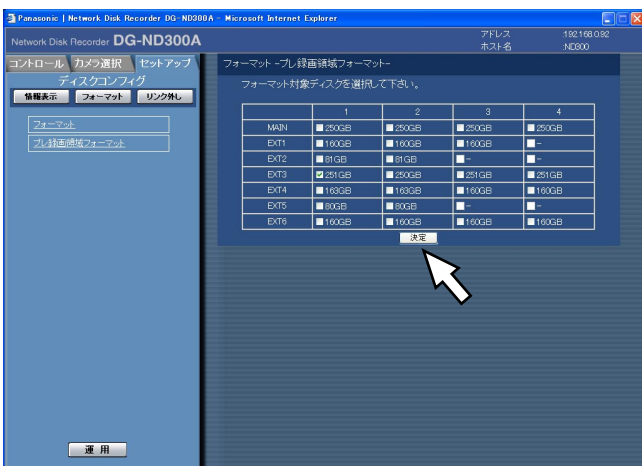 Panasonic | Network Disk Recorder DG-ND300A - Microsoft Internet Explorer
Network Disk Recorder DG-ND300A
アドレス :192.168.0.92
ホスト名 :ND300
コントロール カメラ選択 セットアップ
ディスクコンフィグ
情報表示 フォーマット リンク外し
フォーマット
プレ録画領域フォーマット
運用
フォーマット -プレ録画領域フォーマット-
フォーマット対象ディスクを選択して下さい。
1 2 3 4
MAIN 250GB 250GB 250GB 250GB
EXT1 160GB 160GB 160GB -
EXT2 81GB 81GB - -
EXT3 251GB 250GB 251GB 251GB
EXT4 163GB 163GB 160GB 160GB
EXT5 80GB 80GB - -
EXT6 160GB 160GB 160GB 160GB
決定